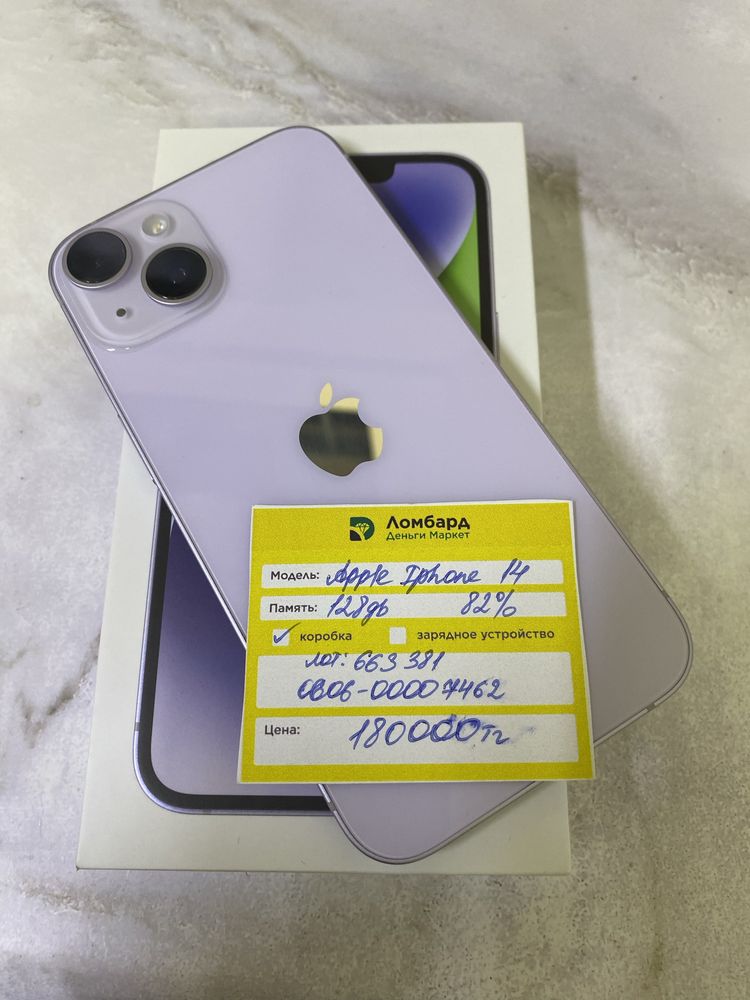 Ломбард
Деньги Маркет
Модель: Apple Iphone 14
Память: 128gb 82%
коробка зарядное устройство
лот: 663 381
СВ06-00007462
Цена: 180000тг